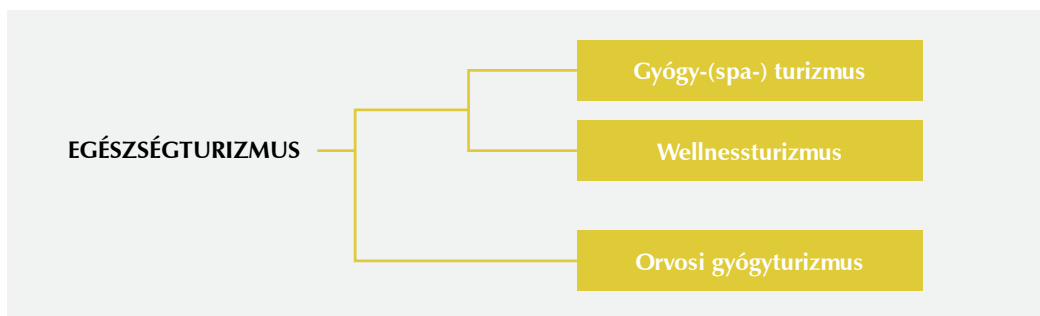 Gyógy-(spa-) turizmus
EGÉSZSÉGTURIZMUS
Wellnessturizmus
Orvosi gyógyturizmus